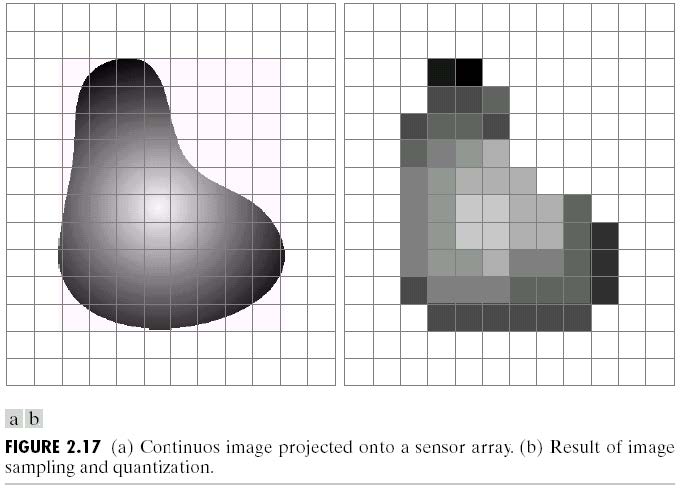 a b
FIGURE 2.17 (a) Continuos image projected onto a sensor array. (b) Result of image
sampling and quantization.